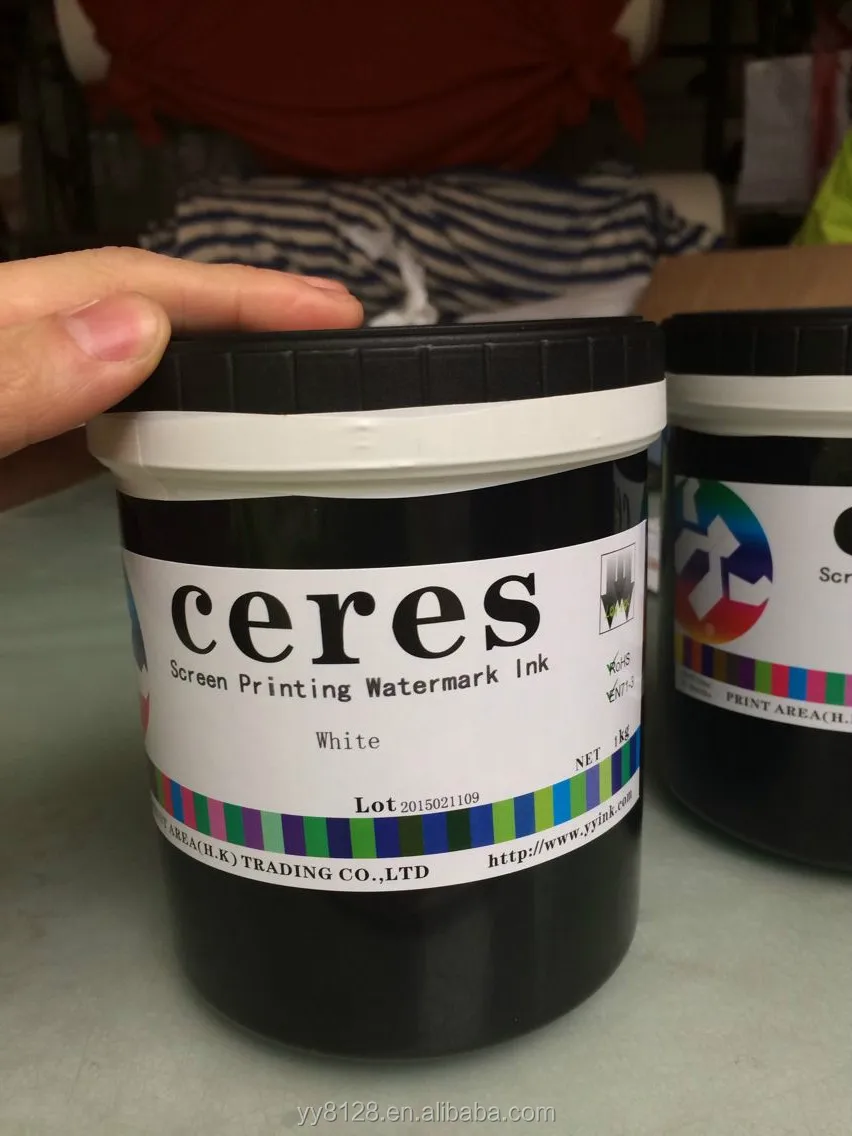 ceres
Screen Printing Watermark Ink
White
RoHS
EN71-3
NET 1kg
Lot 2015021109
AREA(H.K) TRADING CO.,LTD
http://www.yyink.com
Scr
PRINT AREA(H.
yy8128.en.alibaba.com